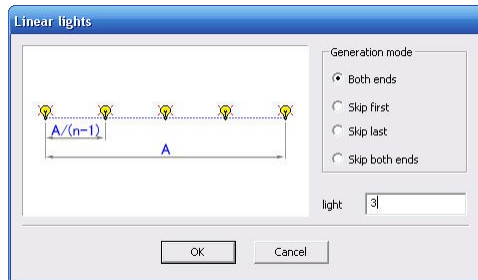 Linear lights
A/(n-1)
A
Generation mode
Both ends
Skip first
Skip last
Skip both ends
light 3
OK Cancel